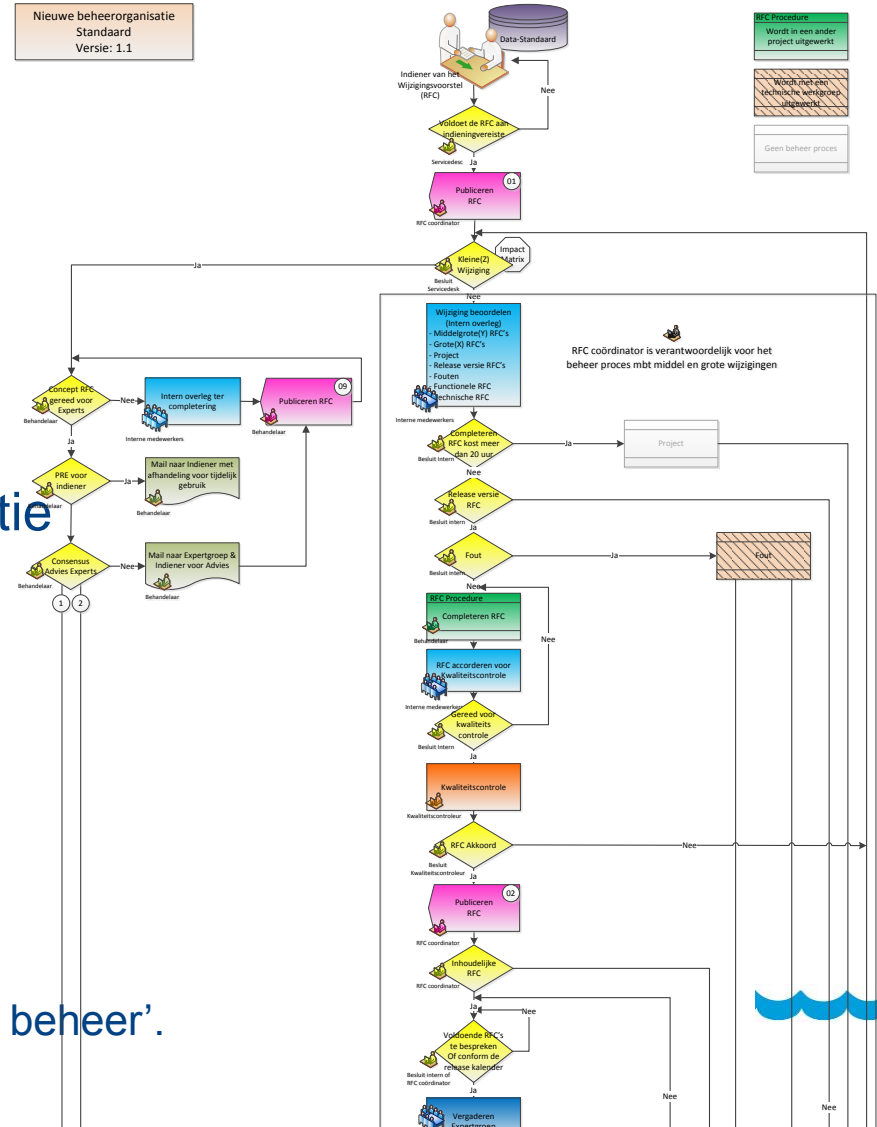 Nieuwe beheerorganisatie
Standaard
Versie: 1.1
Data-Standaard
RFC Procedure
Wordt in een ander
project uitgewerkt
Wordt met een
technische werkgroep
uitgewerkt
Geen beheer proces
Indiener van het
Wijzigingsvoorstel
(RFC)
Nee
Voldoet de RFC aan
indieningvereiste
Servicedesc
Ja
01
Publiceren
RFC
RFC coordinator
Impact
Matrix
Kleine(Z)
Wijziging
Ja
Besluit
Servicedesk
Nee
Wijziging beoordelen
(Intern overleg)
- Middelgrote(Y) RFC's
- Grote(X) RFC's
- Project
- Release versie RFC's
- Fouten
- Functionele RFC
Technische RFC
Interne medewerkers
RFC coördinator is verantwoordelijk voor het
beheer proces mbt middel en grote wijzigingen
Concept RFC
gereed voor
Experts
Behandelaar
Nee
Intern overleg ter
completering
Interne medewerkers
09
Publiceren RFC
Behandelaar
Ja
Completeren
RFC kost meer
dan 20 uur
Besluit Intern
Ja
Project
Nee
PRE voor
indiener
Behandelaar
Ja
Mail naar Indiener met
afhandeling voor tijdelijk
gebruik
Behandelaar
Release versie
RFC
Besluit intern
Ja
tie
Consensus
Advies Experts
Behandelaar
Nee
Mail naar Expertgroep &
Indiener voor Advies
Behandelaar
1
2
Fout
Besluit intern
Ja
Fout
Nee
RFC Procedure
Completeren RFC
Behandelaar
Nee
RFC accorderen voor
Kwaliteitscontrole
Interne medewerkers
Gereed voor
kwaliteits
controle
Besluit Intern
Ja
Kwaliteitscontrole
Kwaliteitscontroleur
RFC Akkoord
Nee
Besluit
Kwaliteitscontroleur
Ja
02
Publiceren
RFC
RFC coordinator
Inhoudelijke
RFC
RFC coordinator
Ja
Nee
beheer’.
Voldoende RFC's
te bespreken
Of conform de
release kalender
Besluit intern of
RFC coördinator
Ja
Nee
Nee
Vergaderen
Expertgroep